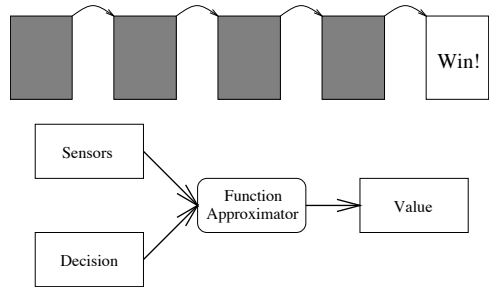 Win!
Sensors
Function
Approximator
Value
Decision